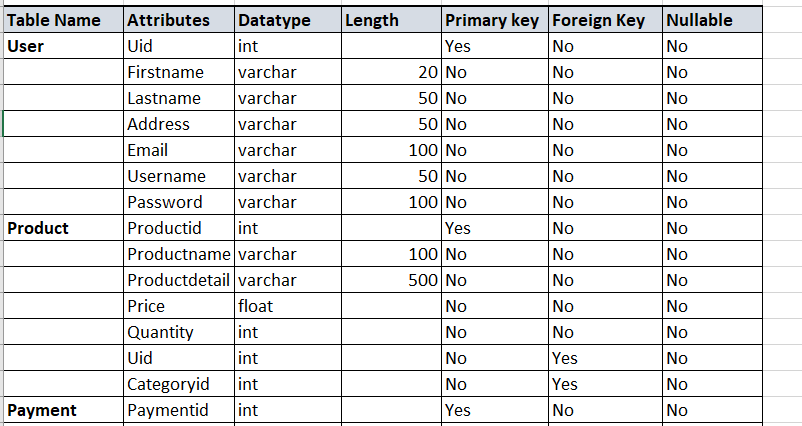 Table Name Attributes Datatype Length Primary key Foreign Key Nullable
User Uid int Yes No No
Firstname varchar 20 No No No
Lastname varchar 50 No No No
Address varchar 50 No No No
Email varchar 100 No No No
Username varchar 50 No No No
Password varchar 100 No No No
Product Productid int Yes No No
Productname varchar 100 No No No
Productdetail varchar 500 No No No
Price float No No No
Quantity int No No No
Uid int No Yes No
Categoryid int No Yes No
Payment Paymentid int Yes No No